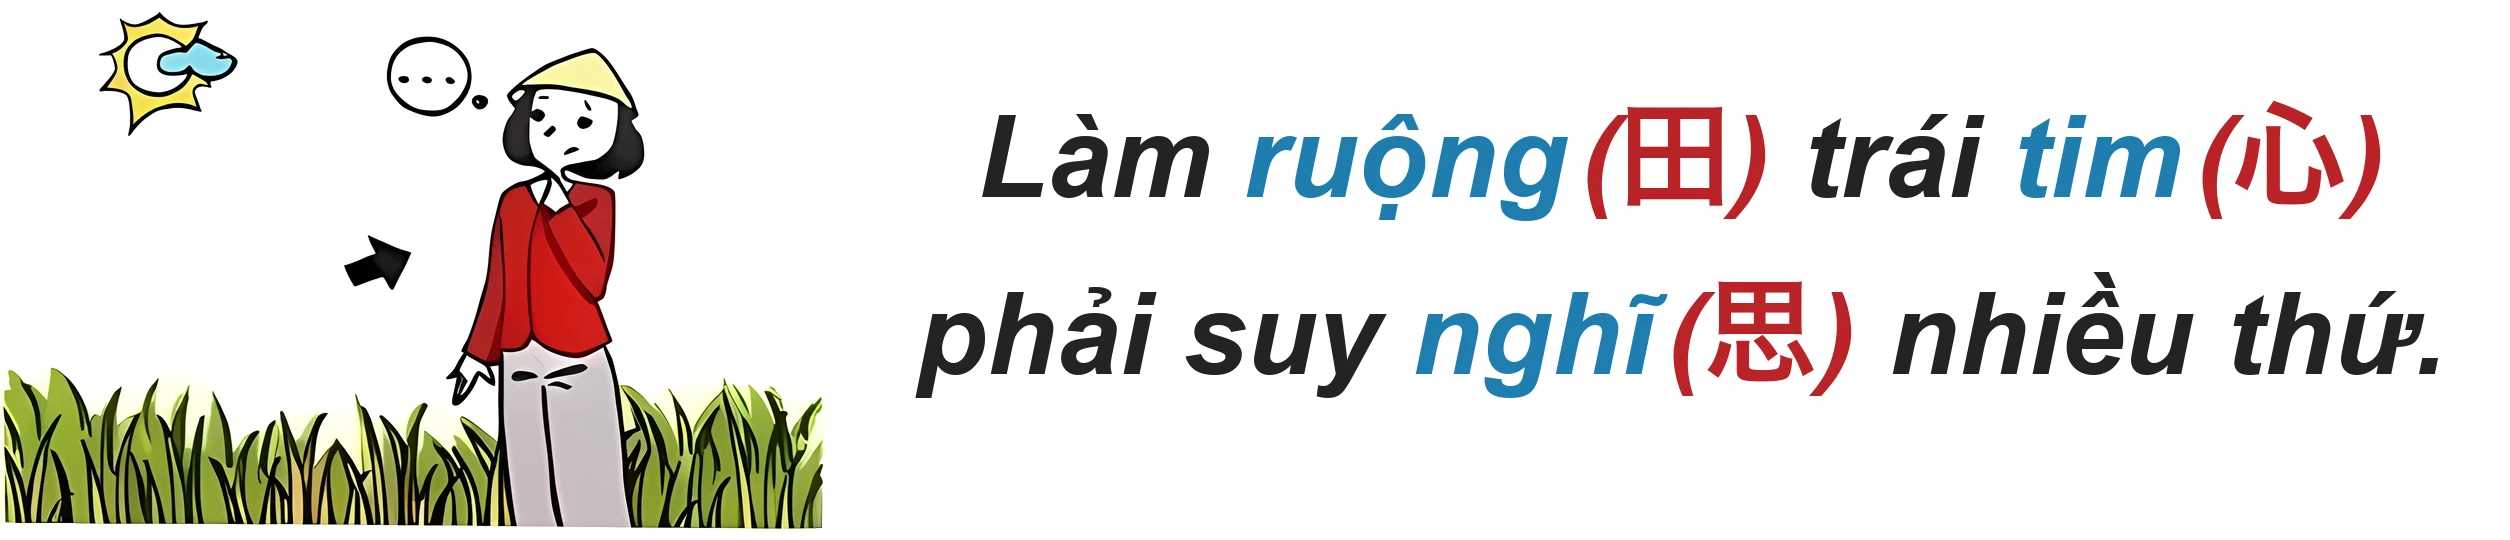 Làm ruộng (田) trái tim (心)
phải suy nghĩ (思) nhiều thứ.